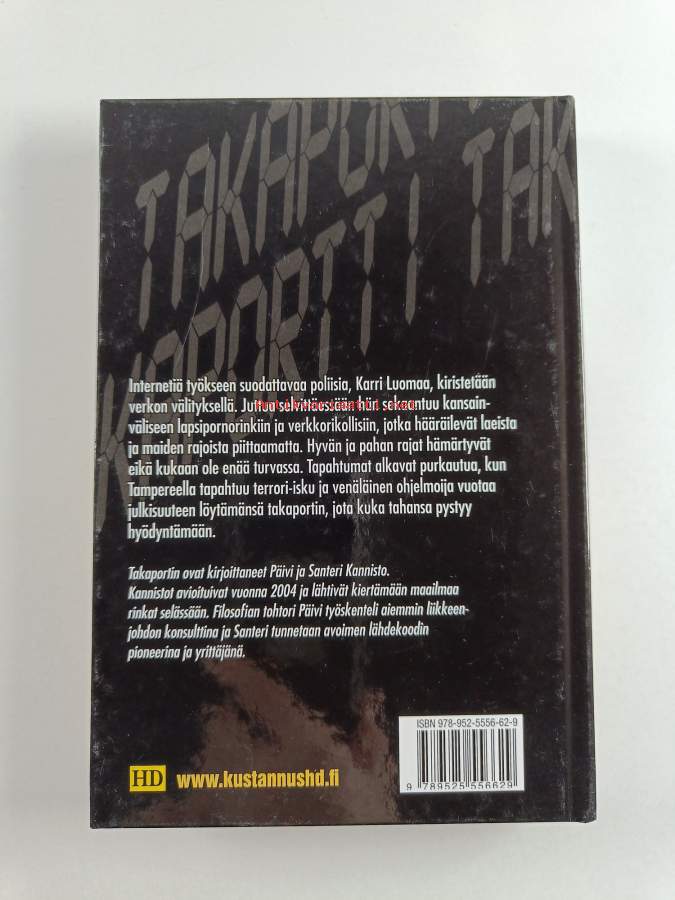 TAKAPORT
TAK
KAPORTTI
Internetiä työkseen suodattavaa poliisia, Karri Luomaa, kiristetään
verkon välityksellä. Juttua selvittäessään hän sekaantuu kansain-
väliseen lapsipornorinkiin ja verkkorikollisiin, jotka hääräilevät laeista
ja maiden rajoista piittaamatta. Hyvän ja pahan rajat hämärtyvät
eikä kukaan ole enää turvassa. Tapahtumat alkavat purkautua, kun
Tampereella tapahtuu terrori-isku ja venäläinen ohjelmoija vuotaa
julkisuuteen löytämänsä takaportin, jota kuka tahansa pystyy
hyödyntämään.
Takaportin ovat kirjoittaneet Päivi ja Santeri Kannisto.
Kannistot avioituivat vuonna 2004 ja lähtivät kiertämään maailmaa
rinkat selässään. Filosofian tohtori Päivi työskenteli aiemmin liikkeen-
johdon konsulttina ja Santeri tunnetaan avoimen lähdekoodin
pioneerina ja yrittäjänä.
ISBN 978-952-5556-62-9
9 789525 556629
HD www.kustannushd.fi